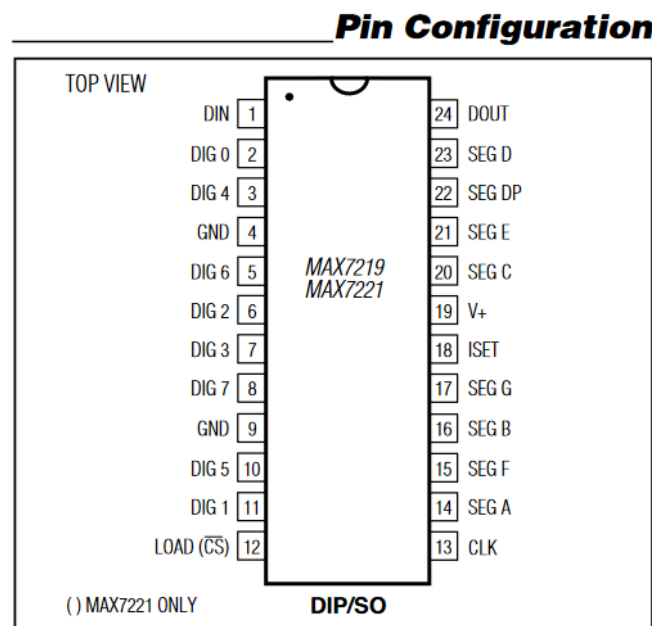 Pin Configuration
TOP VIEW
DIN 1
DIG 0 2
DIG 4 3
GND 4
DIG 6 5
DIG 2 6
DIG 3 7
DIG 7 8
GND 9
DIG 5 10
DIG 1 11
LOAD (C̅S̅) 12
MAX7219
MAX7221
24 DOUT
23 SEG D
22 SEG DP
21 SEG E
20 SEG C
19 V+
18 ISET
17 SEG G
16 SEG B
15 SEG F
14 SEG A
13 CLK
( ) MAX7221 ONLY
DIP/SO